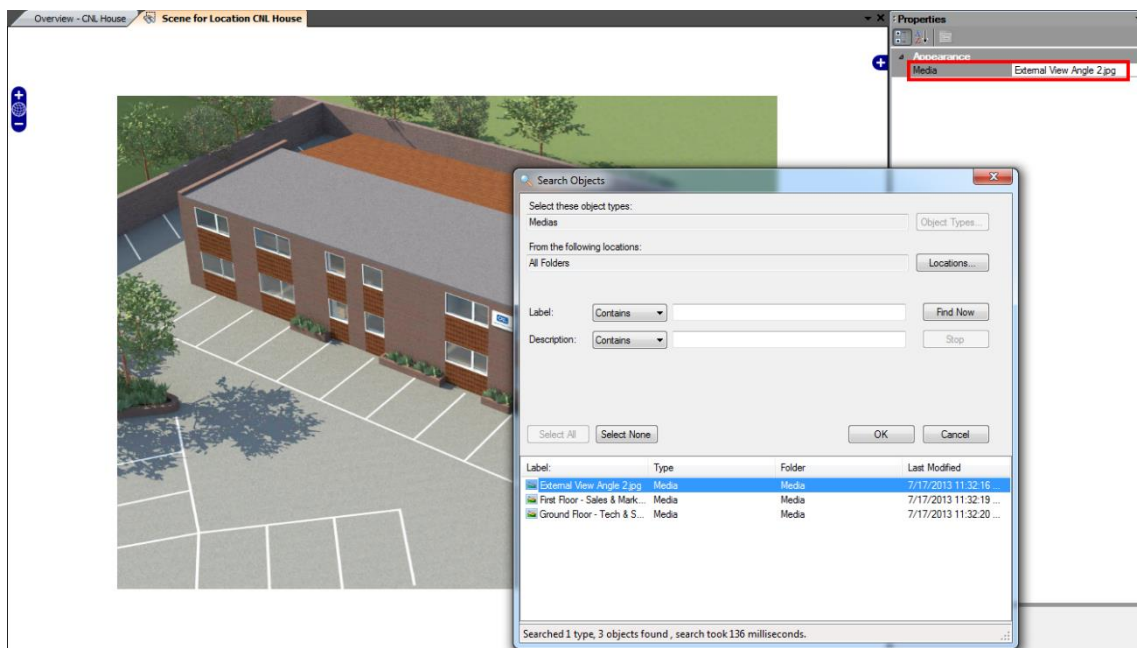 Overview - CNL House
Scene for Location CNL House
Properties
Appearance
Media External View Angle 2.jpg
Search Objects
Select these object types:
Medias
Object Types...
From the following locations:
All Folders
Locations...
Label: Contains
Find Now
Description: Contains
Stop
Select All
Select None
OK
Cancel
Label: Type Folder Last Modified
External View Angle 2.jpg Media Media 7/17/2013 11:32:16 ...
First Floor - Sales & Mark... Media Media 7/17/2013 11:32:19 ...
Ground Floor - Tech & S... Media Media 7/17/2013 11:32:20 ...
Searched 1 type, 3 objects found , search took 136 milliseconds.
CNL